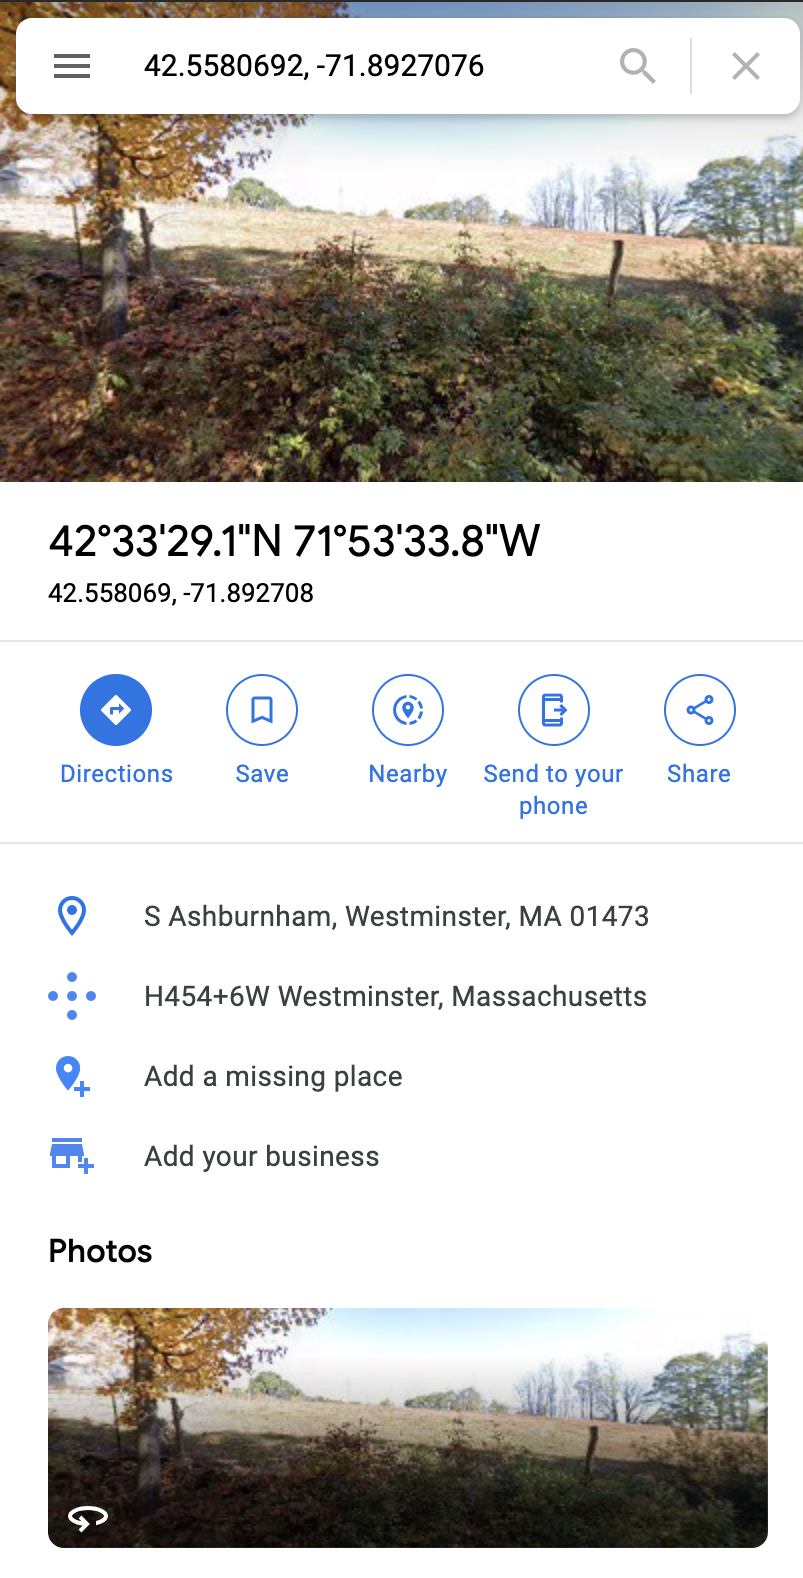 42.5580692, -71.8927076
42°33'29.1"N 71°53'33.8"W
42.558069, -71.892708
Directions
Save
Nearby
Send to your
phone
Share
S Ashburnham, Westminster, MA 01473
H454+6W Westminster, Massachusetts
Add a missing place
Add your business
Photos